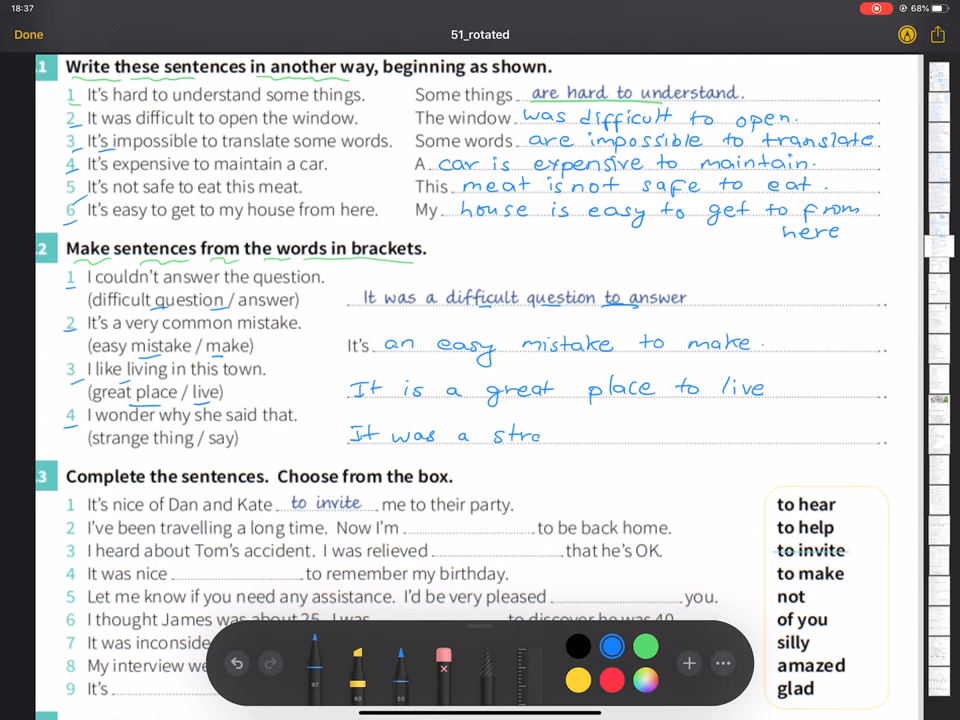 18:37
68%
Done
51_rotated
.1 Write these sentences in another way, beginning as shown.
1 It's hard to understand some things. Some things are hard to understand.
2 It was difficult to open the window. The window was difficult to open.
3 It's impossible to translate some words. Some words are impossible to translate
4 It's expensive to maintain a car. A car is expensive to maintain.
5 It's not safe to eat this meat. This meat is not safe to eat.
6 It's easy to get to my house from here. My house is easy to get to from
here
.2 Make sentences from the words in brackets.
1 I couldn't answer the question.
(difficult question / answer) It was a difficult question to answer
2 It's a very common mistake.
(easy mistake / make) It's an easy mistake to make.
3 I like living in this town.
(great place / live) It is a great place to live
4 I wonder why she said that.
(strange thing / say) It was a stre
.3 Complete the sentences. Choose from the box.
1 It's nice of Dan and Kate to invite me to their party.
2 I've been travelling a long time. Now I'm to be back home.
3 I heard about Tom's accident. I was relieved that he's OK.
4 It was nice to remember my birthday.
5 Let me know if you need any assistance. I'd be very pleased you.
6 I thought James was about 25. I was to discover he was 40.
7 It was inconside
8 My interview we
9 It's
to hear
to help
to invite
to make
not
of you
silly
amazed
glad
97
80
50